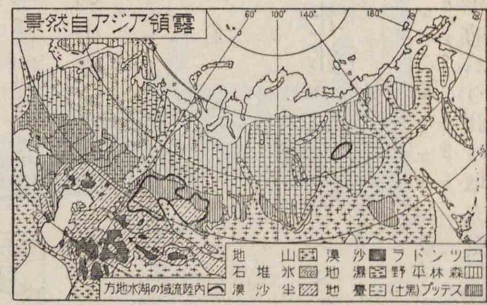 露領アジア自然景
60° 100° 140° 180°
ツンドラ 沙漠 山地
森林平野 濕地 氷堆石
ステップ(黒土) 半沙漠
内陸流域の湖水地方